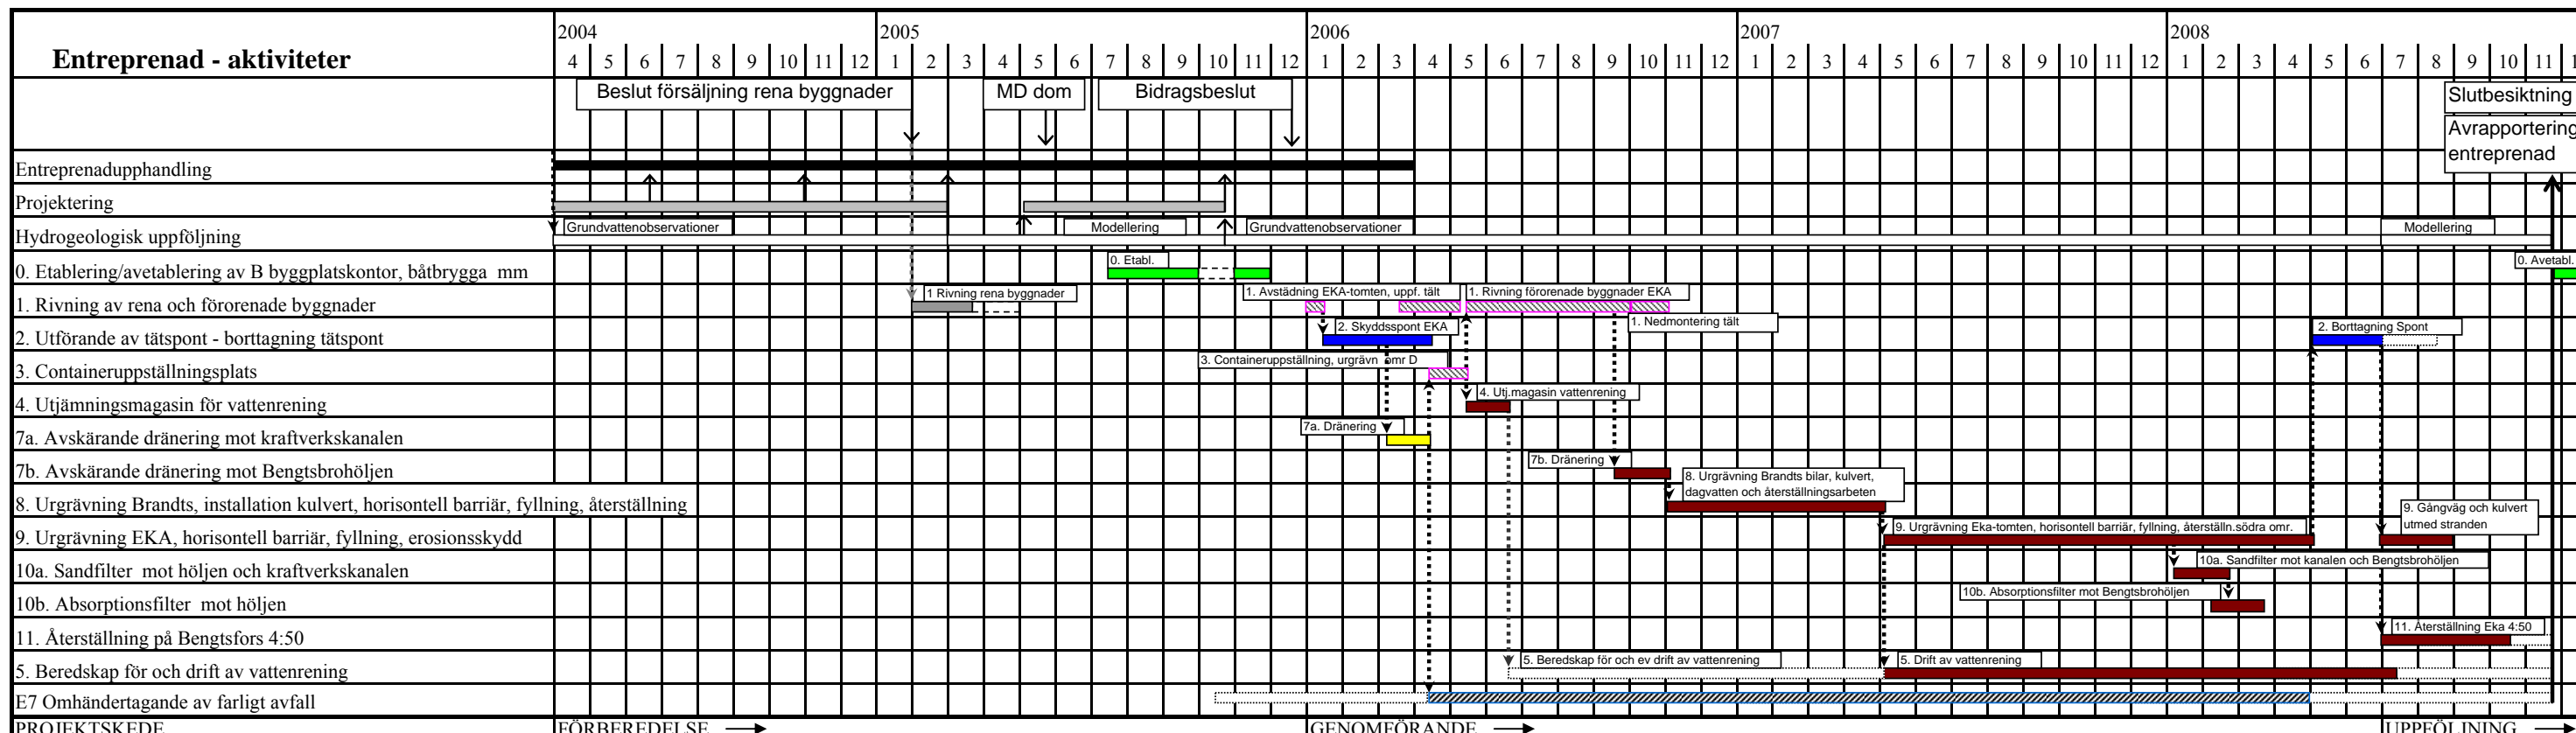 2004 2005 2006 2007 2008
Entreprenad - aktiviteter
4 5 6 7 8 9 10 11 12 1 2 3 4 5 6 7 8 9 10 11 12 1 2 3 4 5 6 7 8 9 10 11 12 1 2 3 4 5 6 7 8 9 10 11 12 1 2 3 4 5 6 7 8 9 10 11
Beslut försäljning rena byggnader MD dom Bidragsbeslut Slutbesiktning
Avrapportering
entreprenad
Entreprenadupphandling
Projektering
Grundvattenobservationer Modellering Grundvattenobservationer Modellering
Hydrogeologisk uppföljning
0. Etabl. 0. Avetabl.
0. Etablering/avetablering av B byggplatskontor, båtbrygga mm
1 Rivning rena byggnader 1. Avstädning EKA-tomten, uppf. tält 1. Rivning förorenade byggnader EKA
1. Rivning av rena och förorenade byggnader
2. Skyddsspont EKA 1. Nedmontering tält 2. Borttagning Spont
2. Utförande av tätspont - borttagning tätspont
3. Containeruppställning, urgrävn omr D
3. Containeruppställningsplats
4. Utj.magasin vattenrening
4. Utjämningsmagasin för vattenrening
7a. Dränering
7a. Avskärande dränering mot kraftverkskanalen
7b. Dränering
7b. Avskärande dränering mot Bengtsbrohöljen
8. Urgrävning Brandts bilar, kulvert,
dagvatten och återställningsarbeten
8. Urgrävning Brandts, installation kulvert, horisontell barriär, fyllning, återställning
9. Gångväg och kulvert
utmed stranden
9. Urgrävning Eka-tomten, horisontell barriär, fyllning, återställn.södra omr.
9. Urgrävning EKA, horisontell barriär, fyllning, erosionsskydd
10a. Sandfilter mot kanalen och Bengtsbrohöljen
10a. Sandfilter mot höljen och kraftverkskanalen
10b. Absorptionsfilter mot Bengtsbrohöljen
10b. Absorptionsfilter mot höljen
11. Återställning Eka 4:50
11. Återställning på Bengtsfors 4:50
5. Beredskap för och ev drift av vattenrening 5. Drift av vattenrening
5. Beredskap för och drift av vattenrening
E7 Omhändertagande av farligt avfall
PROJEKTSKEDE FÖRBEREDELSE GENOMFÖRANDE UPPFÖLJNING